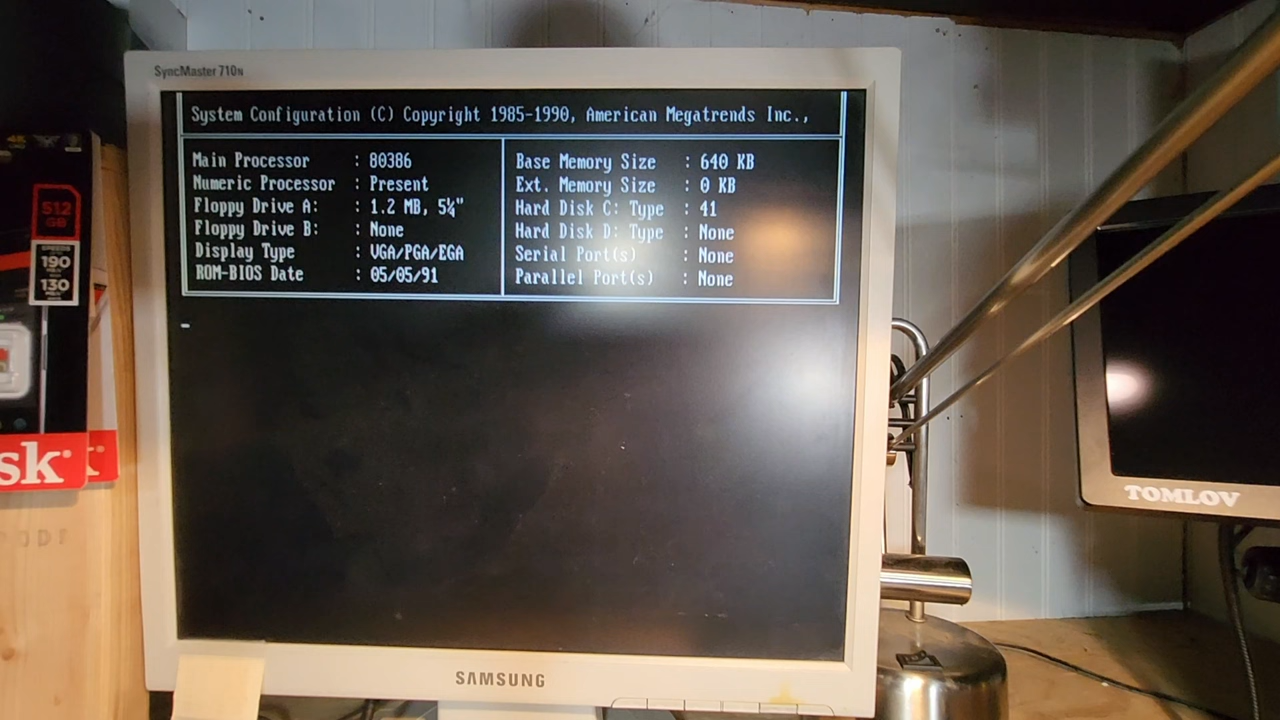 SyncMaster 710N
System Configuration (C) Copyright 1985-1990, American Megatrends Inc.,
Main Processor : 80386
Numeric Processor : Present
Floppy Drive A: : 1.2 MB, 5¼"
Floppy Drive B: : None
Display Type : VGA/PGA/EGA
ROM-BIOS Date : 05/05/91
Base Memory Size : 640 KB
Ext. Memory Size : 0 KB
Hard Disk C: Type : 41
Hard Disk D: Type : None
Serial Port(s) : None
Parallel Port(s) : None
SAMSUNG
512
GB
SPEEDS
190
130
sk
TOMLOV